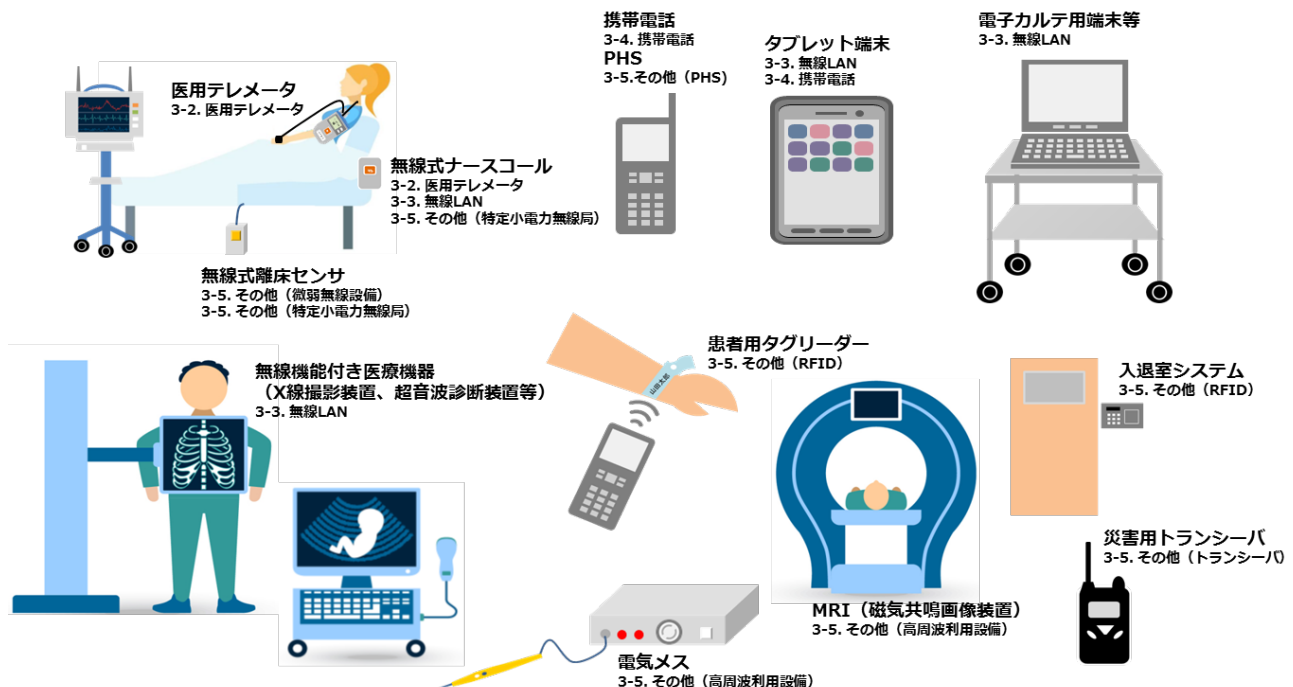 医用テレメータ
3-2. 医用テレメータ
無線式ナースコール
3-2. 医用テレメータ
3-3. 無線LAN
3-5. その他（特定小電力無線局）
無線式離床センサ
3-5. その他（微弱無線設備）
3-5. その他（特定小電力無線局）
携帯電話
3-4. 携帯電話
PHS
3-5.その他（PHS）
タブレット端末
3-3. 無線LAN
3-4. 携帯電話
電子カルテ用端末等
3-3. 無線LAN
無線機能付き医療機器
（X線撮影装置、超音波診断装置等）
3-3. 無線LAN
患者用タグリーダー
3-5. その他（RFID）
山田太郎
入退室システム
3-5. その他（RFID）
MRI（磁気共鳴画像装置）
3-5. その他（高周波利用設備）
災害用トランシーバ
3-5. その他（トランシーバ）
電気メス
3-5. その他（高周波利用設備）